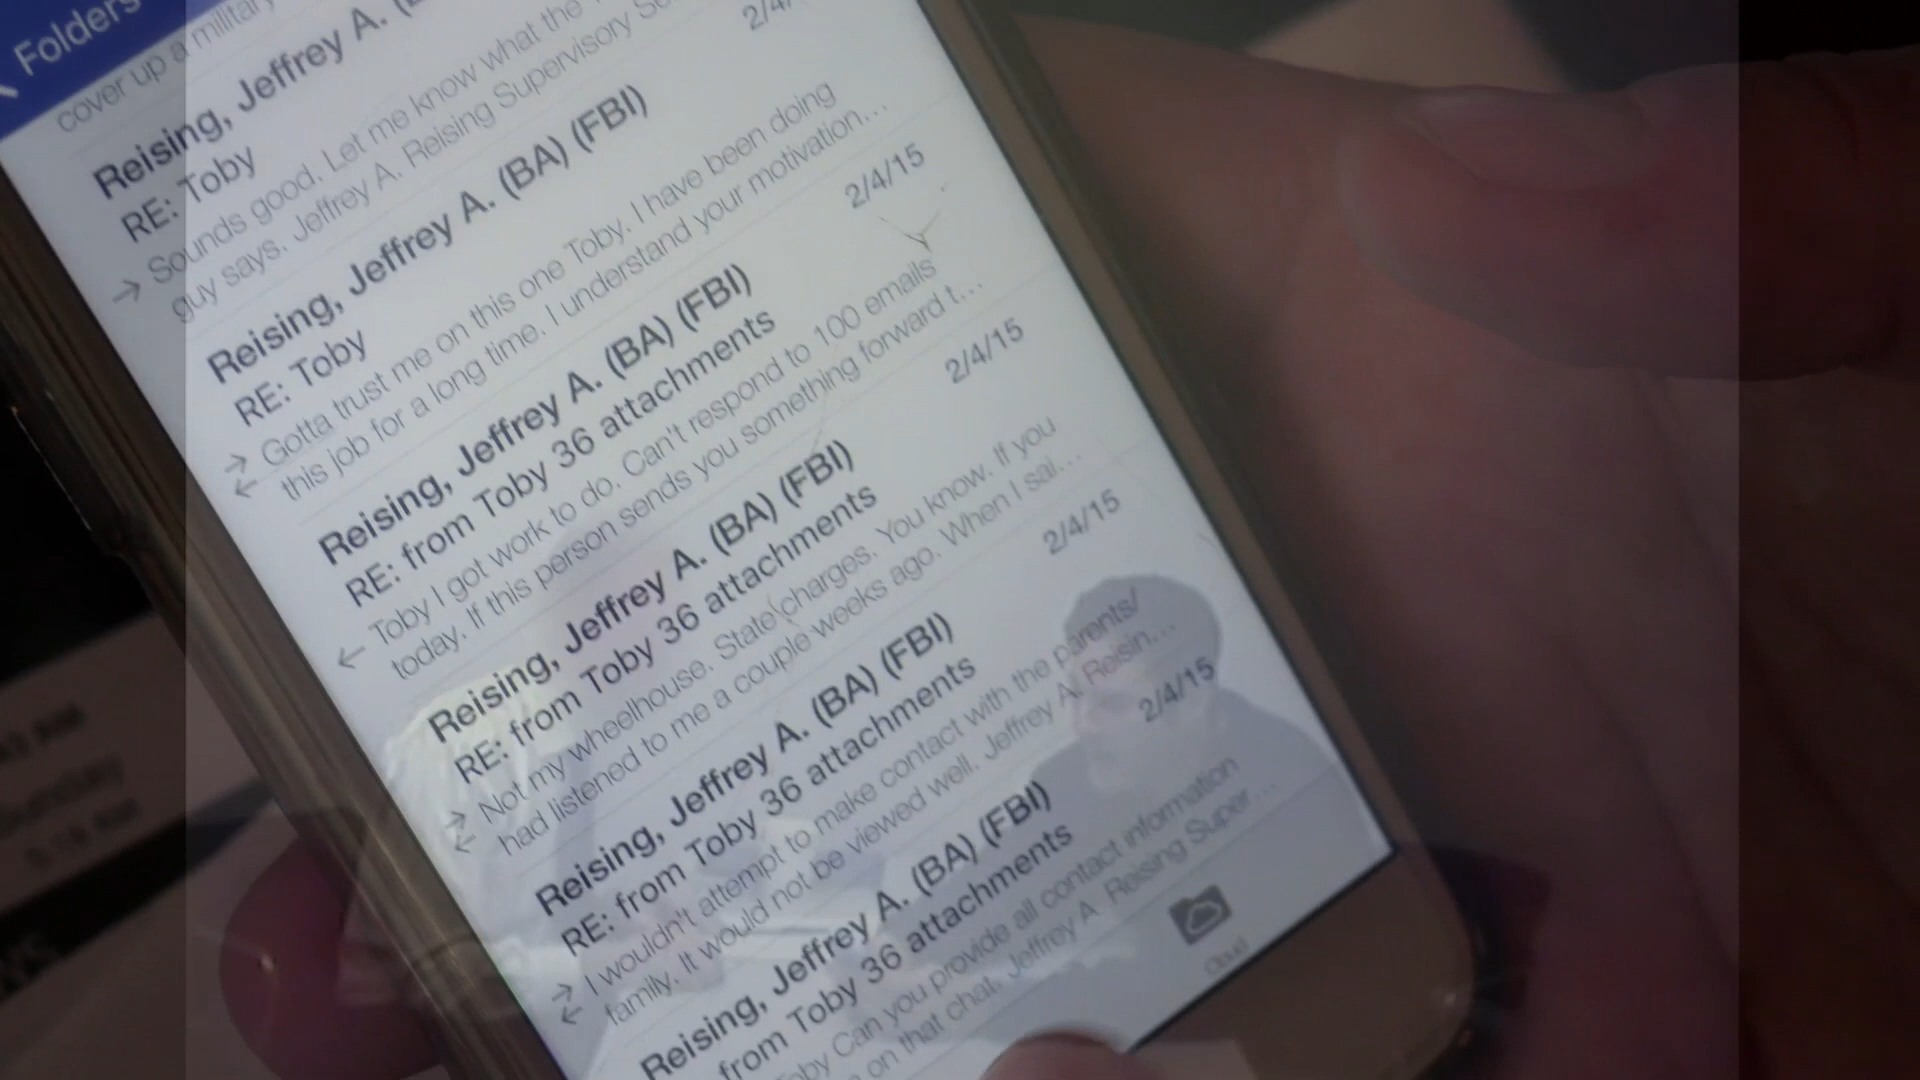 Folders
cover up a military
Reising, Jeffrey A.
2/4/
RE: Toby
Sounds good. Let me know what the
guy says. Jeffrey A. Reising Supervisory
Reising, Jeffrey A. (BA) (FBI)
2/4/15
RE: Toby
Gotta trust me on this one Toby. I have been doing
this job for a long time. I understand your motivation...
Reising, Jeffrey A. (BA) (FBI)
2/4/15
RE: from Toby 36 attachments
Toby I got work to do. Can't respond to 100 emails
today. If this person sends you something forward t...
Reising, Jeffrey A. (BA) (FBI)
2/4/15
RE: from Toby 36 attachments
Not my wheelhouse. State charges. You know. If you
had listened to me a couple weeks ago. When I sai...
Reising, Jeffrey A. (BA) (FBI)
2/4/15
RE: from Toby 36 attachments
I wouldn't attempt to make contact with the parents/
family. It would not be viewed well. Jeffrey A. Reisin...
Reising, Jeffrey A. (BA) (FBI)
from Toby 36 attachments
Can you provide all contact information
on that chat. Jeffrey A. Reising Super...
Cloud